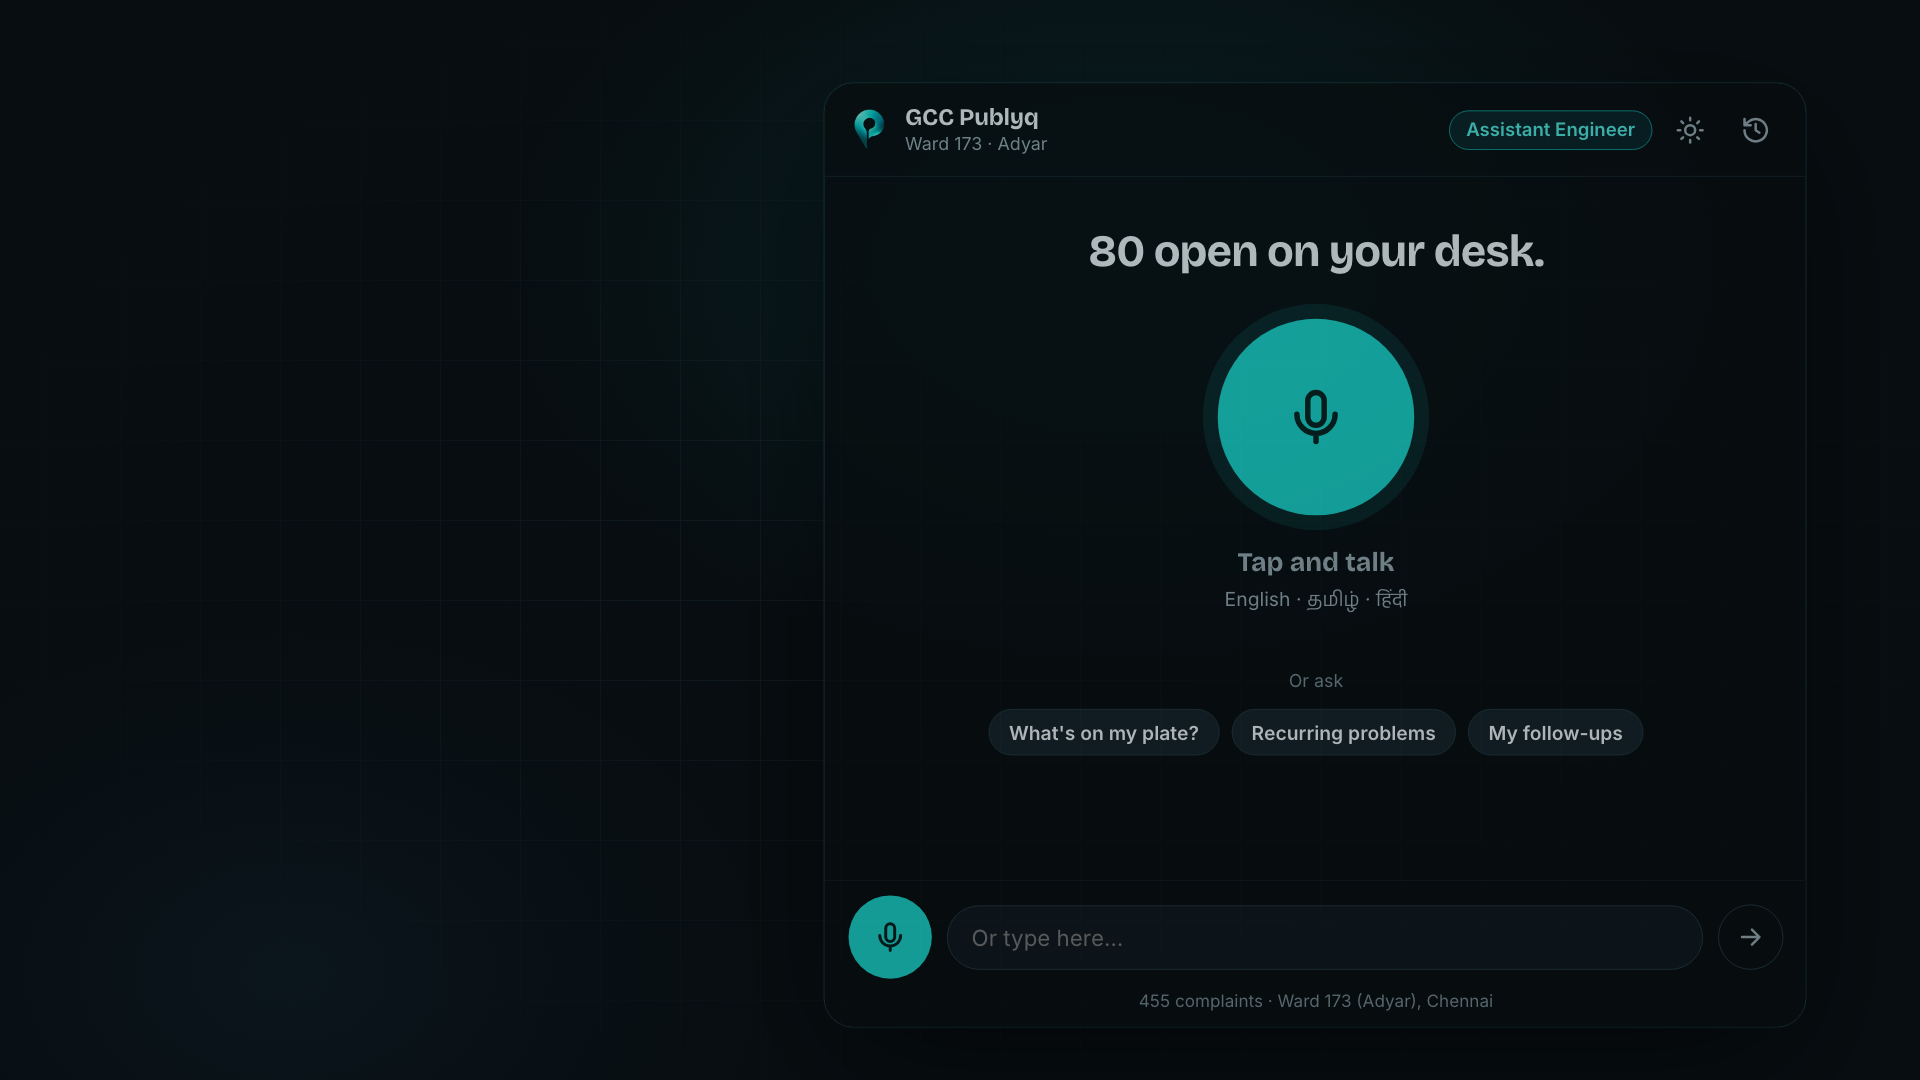 GCC Publyq
Ward 173 · Adyar
Assistant Engineer
80 open on your desk.
Tap and talk
English · தமிழ் · हिंदी
Or ask
What's on my plate?
Recurring problems
My follow-ups
Or type here...
455 complaints · Ward 173 (Adyar), Chennai